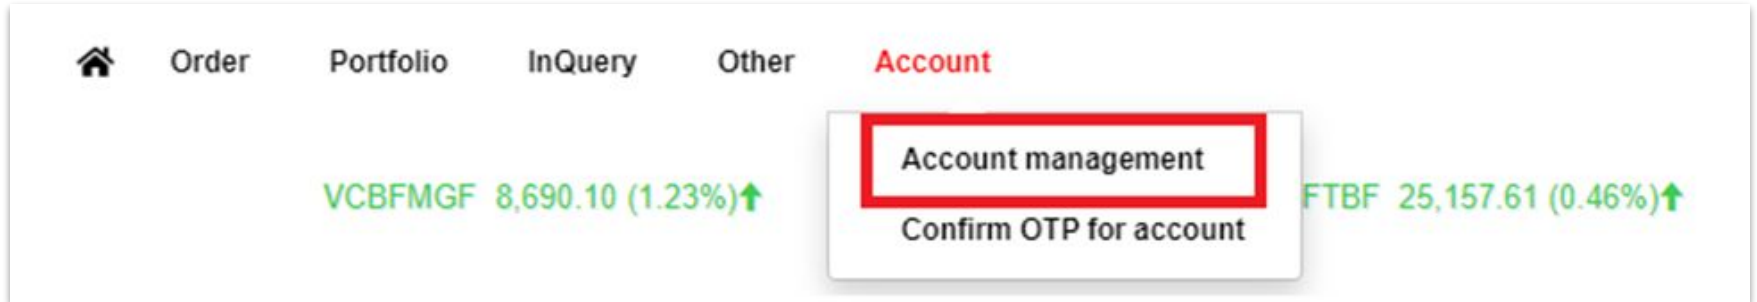 Order Portfolio InQuery Other Account
Account management
VCBFMGF 8,690.10 (1.23%) FTBF 25,157.61 (0.46%)
Confirm OTP for account